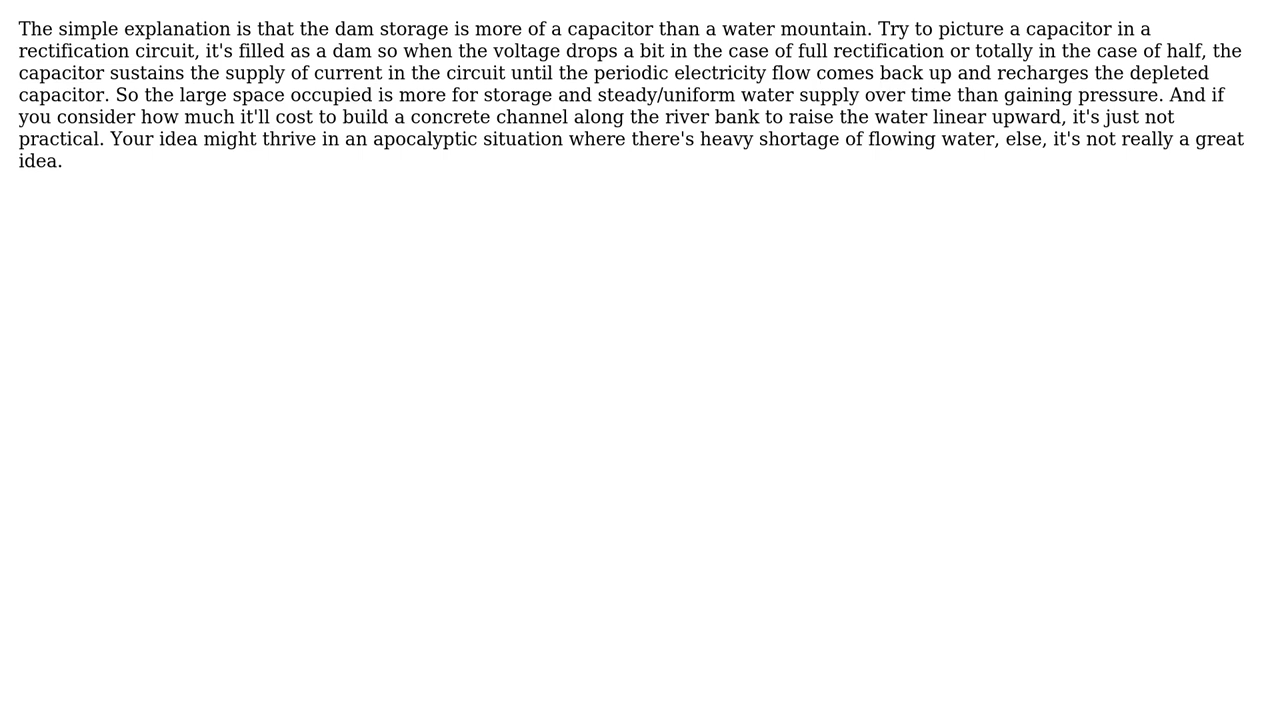 The simple explanation is that the dam storage is more of a capacitor than a water mountain. Try to picture a capacitor in a
rectification circuit, it's filled as a dam so when the voltage drops a bit in the case of full rectification or totally in the case of half, the
capacitor sustains the supply of current in the circuit until the periodic electricity flow comes back up and recharges the depleted
capacitor. So the large space occupied is more for storage and steady/uniform water supply over time than gaining pressure. And if
you consider how much it'll cost to build a concrete channel along the river bank to raise the water linear upward, it's just not
practical. Your idea might thrive in an apocalyptic situation where there's heavy shortage of flowing water, else, it's not really a great
idea.